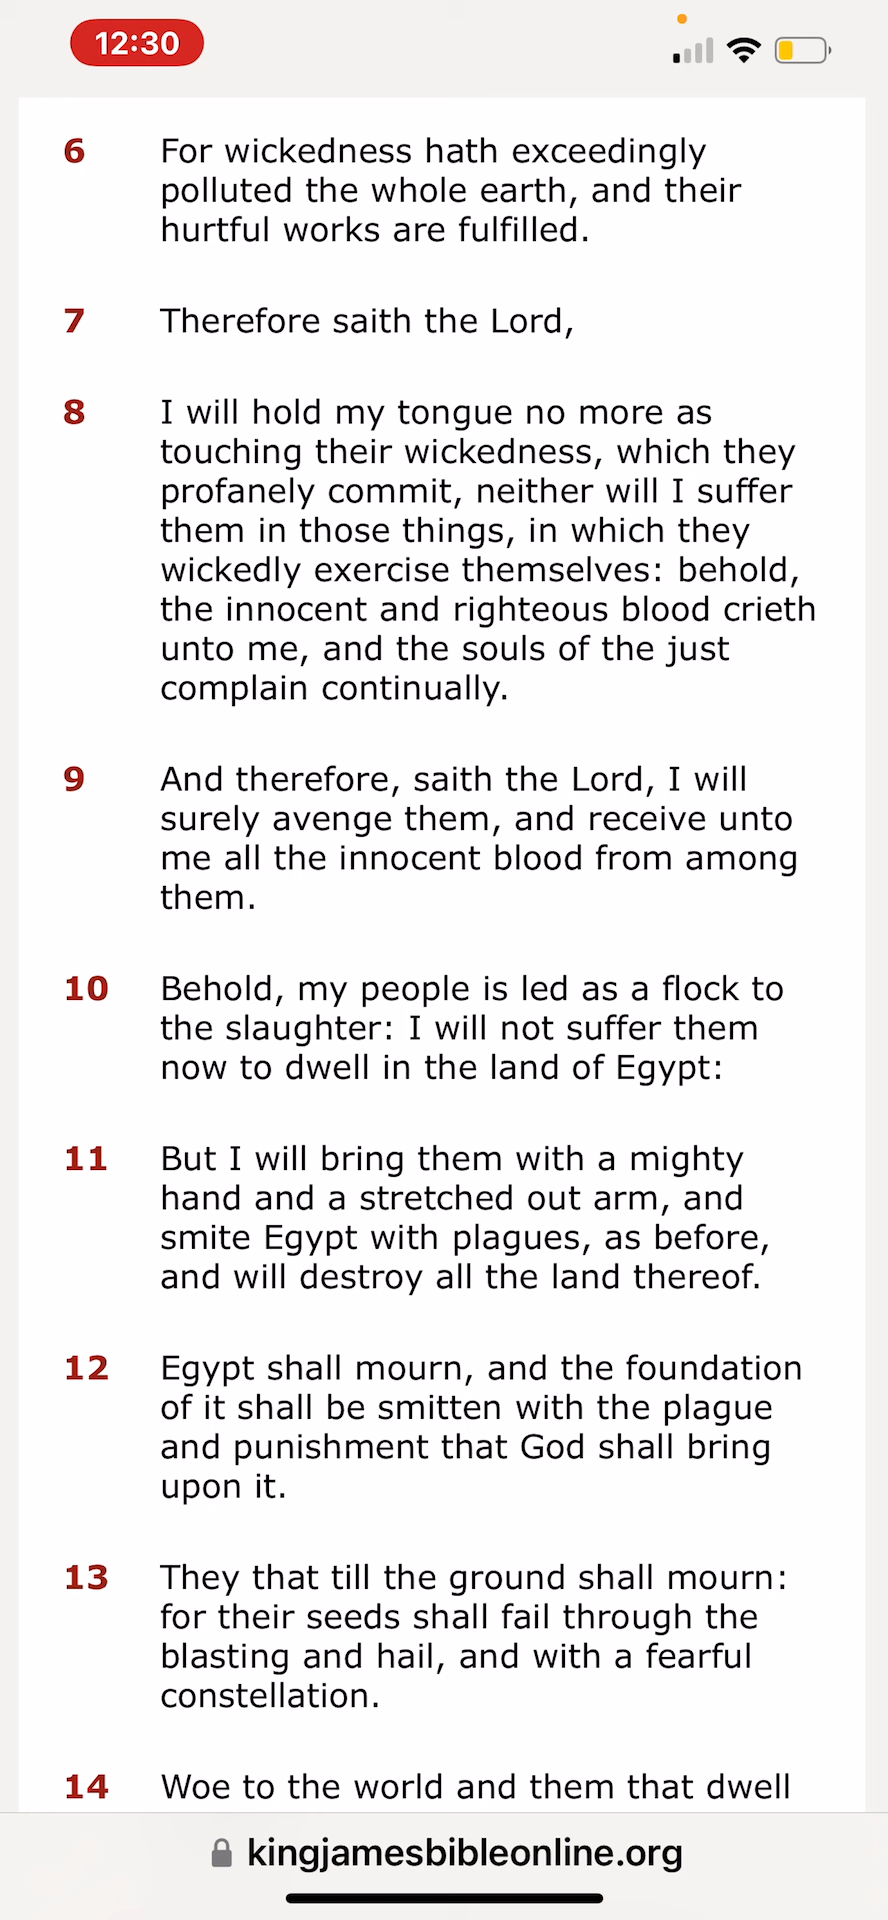 12:30
6 For wickedness hath exceedingly
polluted the whole earth, and their
hurtful works are fulfilled.
7 Therefore saith the Lord,
8 I will hold my tongue no more as
touching their wickedness, which they
profanely commit, neither will I suffer
them in those things, in which they
wickedly exercise themselves: behold,
the innocent and righteous blood crieth
unto me, and the souls of the just
complain continually.
9 And therefore, saith the Lord, I will
surely avenge them, and receive unto
me all the innocent blood from among
them.
10 Behold, my people is led as a flock to
the slaughter: I will not suffer them
now to dwell in the land of Egypt:
11 But I will bring them with a mighty
hand and a stretched out arm, and
smite Egypt with plagues, as before,
and will destroy all the land thereof.
12 Egypt shall mourn, and the foundation
of it shall be smitten with the plague
and punishment that God shall bring
upon it.
13 They that till the ground shall mourn:
for their seeds shall fail through the
blasting and hail, and with a fearful
constellation.
14 Woe to the world and them that dwell
kingjamesbibleonline.org